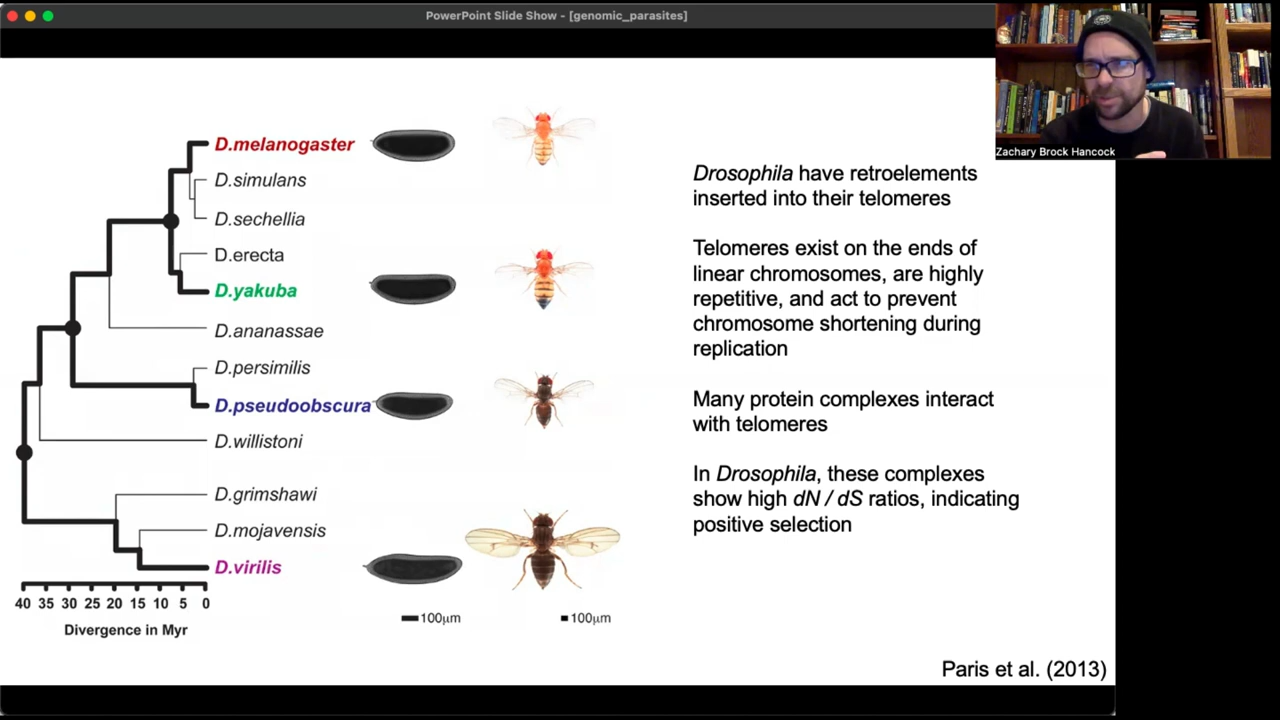 PowerPoint Slide Show - [genomic_parasites]
Zachary Brock Hancock
D.melanogaster
D.simulans
D.sechellia
D.erecta
D.yakuba
D.ananassae
D.persimilis
D.pseudoobscura
D.willistoni
D.grimshawi
D.mojavensis
D.virilis
40 35 30 25 20 15 10 5 0
Divergence in Myr
100μm
100μm
Drosophila have retroelements
inserted into their telomeres
Telomeres exist on the ends of
linear chromosomes, are highly
repetitive, and act to prevent
chromosome shortening during
replication
Many protein complexes interact
with telomeres
In Drosophila, these complexes
show high dN / dS ratios, indicating
positive selection
Paris et al. (2013)